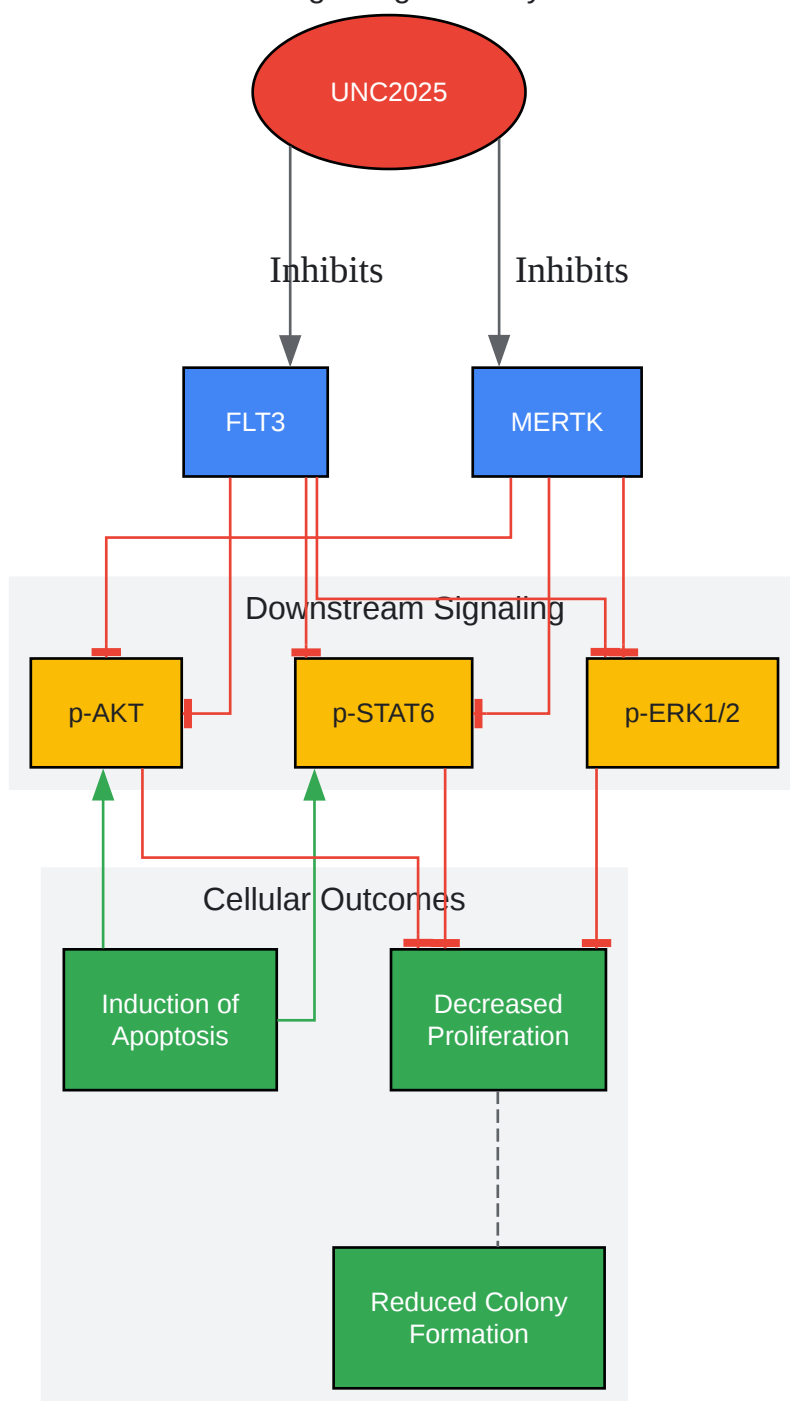 UNC2025
Inhibits
Inhibits
FLT3
MERTK
Downstream Signaling
p-AKT
p-STAT6
p-ERK1/2
Cellular Outcomes
Induction of
Apoptosis
Decreased
Proliferation
Reduced Colony
Formation